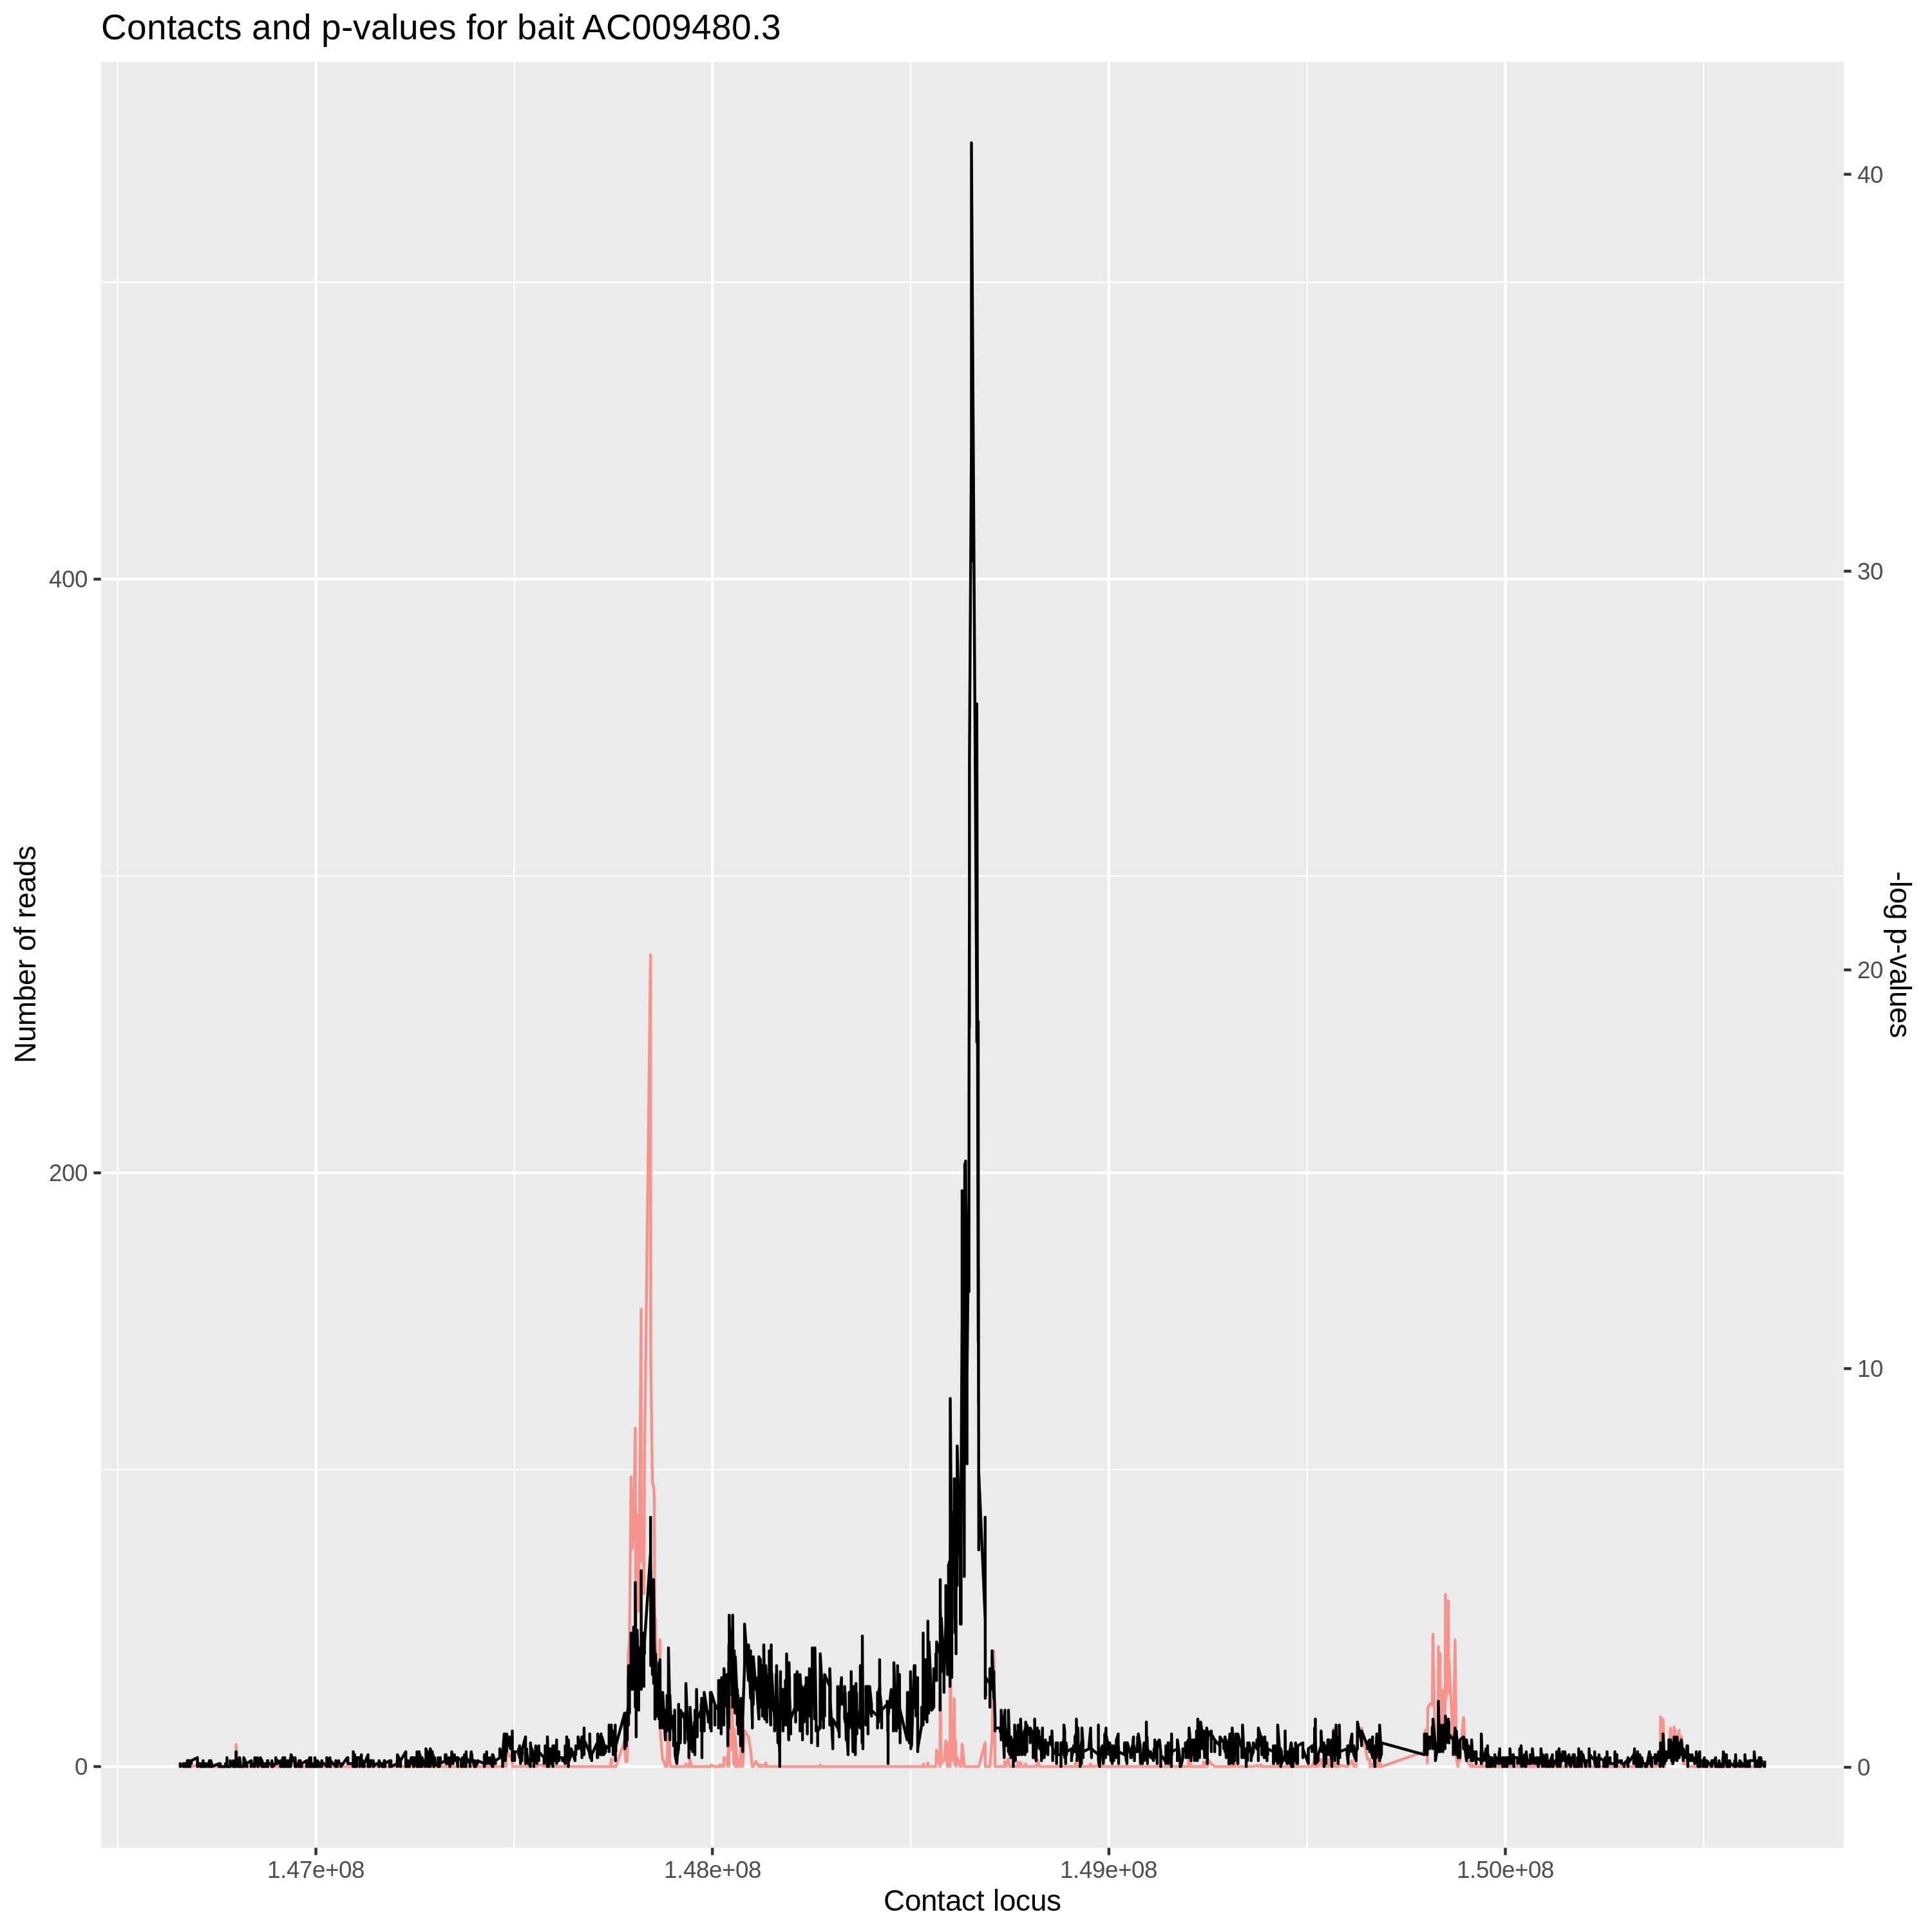 Contacts and p-values for bait AC009480.3
400
200
0
40
30
20
10
0
Number of reads
-log p-values
1.47e+08 1.48e+08 1.49e+08 1.50e+08
Contact locus